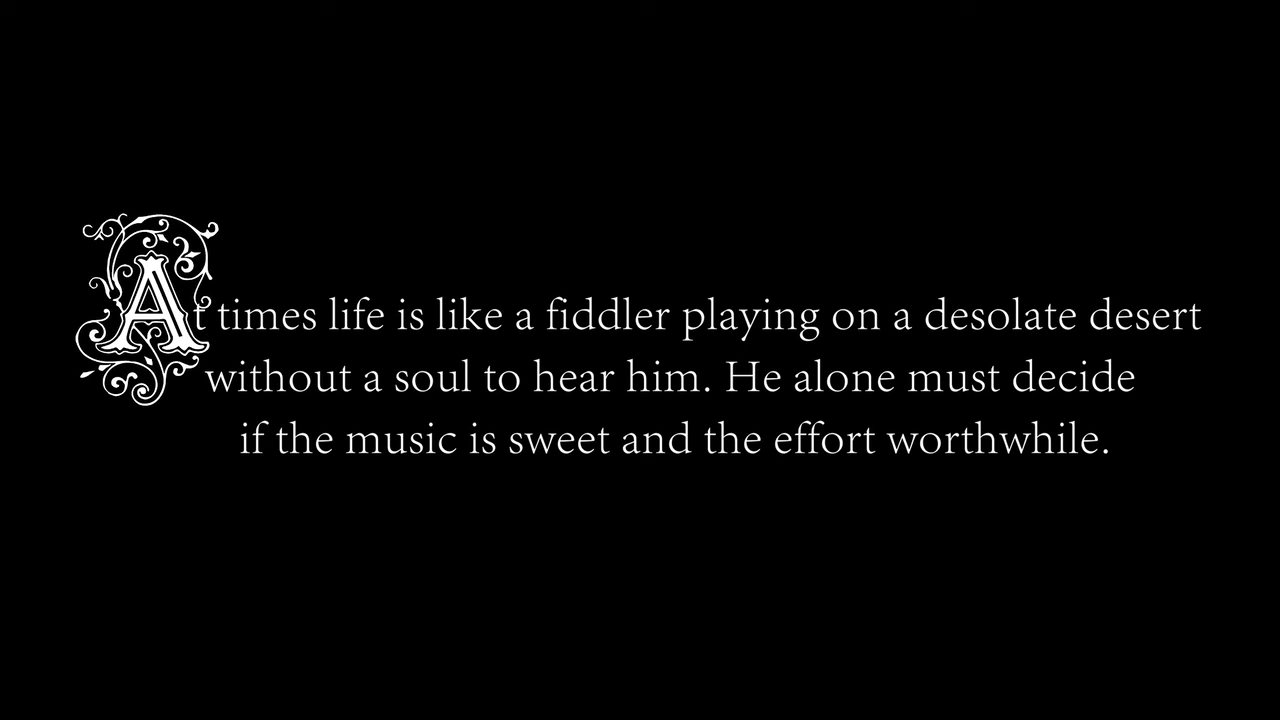 At times life is like a fiddler playing on a desolate desert
without a soul to hear him. He alone must decide
if the music is sweet and the effort worthwhile.